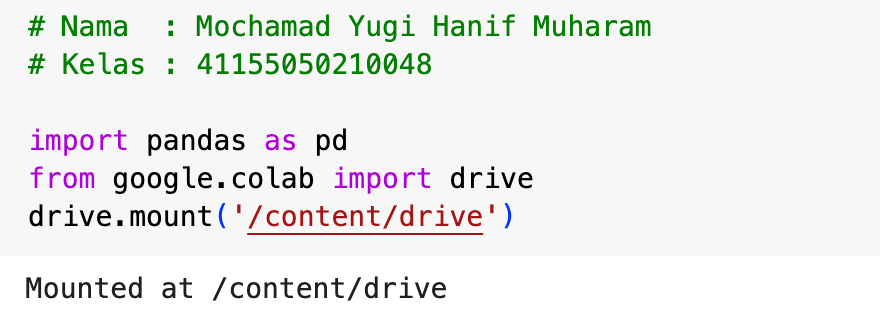 # Nama  : Mochamad Yugi Hanif Muharam
# Kelas : 41155050210048
import pandas as pd
from google.colab import drive
drive.mount('/content/drive')
Mounted at /content/drive